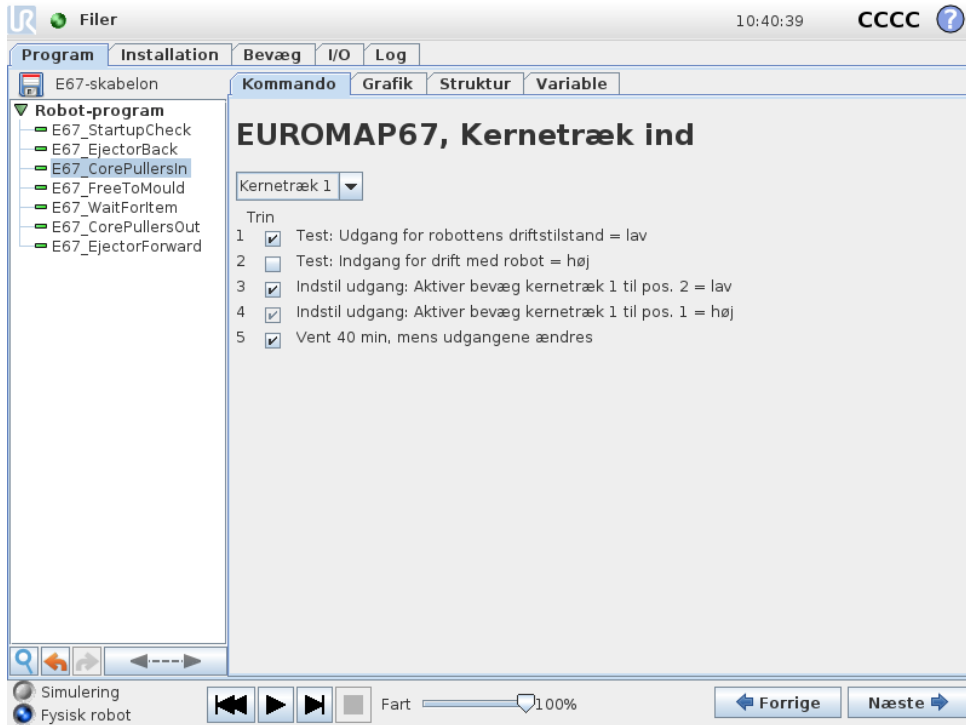 UR Filer 10:40:39 CCCC ?
Program Installation Bevæg I/O Log
E67-skabelon
Kommando Grafik Struktur Variable
Robot-program
E67_StartupCheck
E67_EjectorBack
E67_CorePullersIn
E67_FreeToMould
E67_WaitForItem
E67_CorePullersOut
E67_EjectorForward
EUROMAP67, Kernetræk ind
Kernetræk 1
Trin
1 Test: Udgang for robottens driftstilstand = lav
2 Test: Indgang for drift med robot = høj
3 Indstil udgang: Aktiver bevæg kernetræk 1 til pos. 2 = lav
4 Indstil udgang: Aktiver bevæg kernetræk 1 til pos. 1 = høj
5 Vent 40 min, mens udgangene ændres
Simulering
Fysisk robot
Fart 100%
Forrige Næste